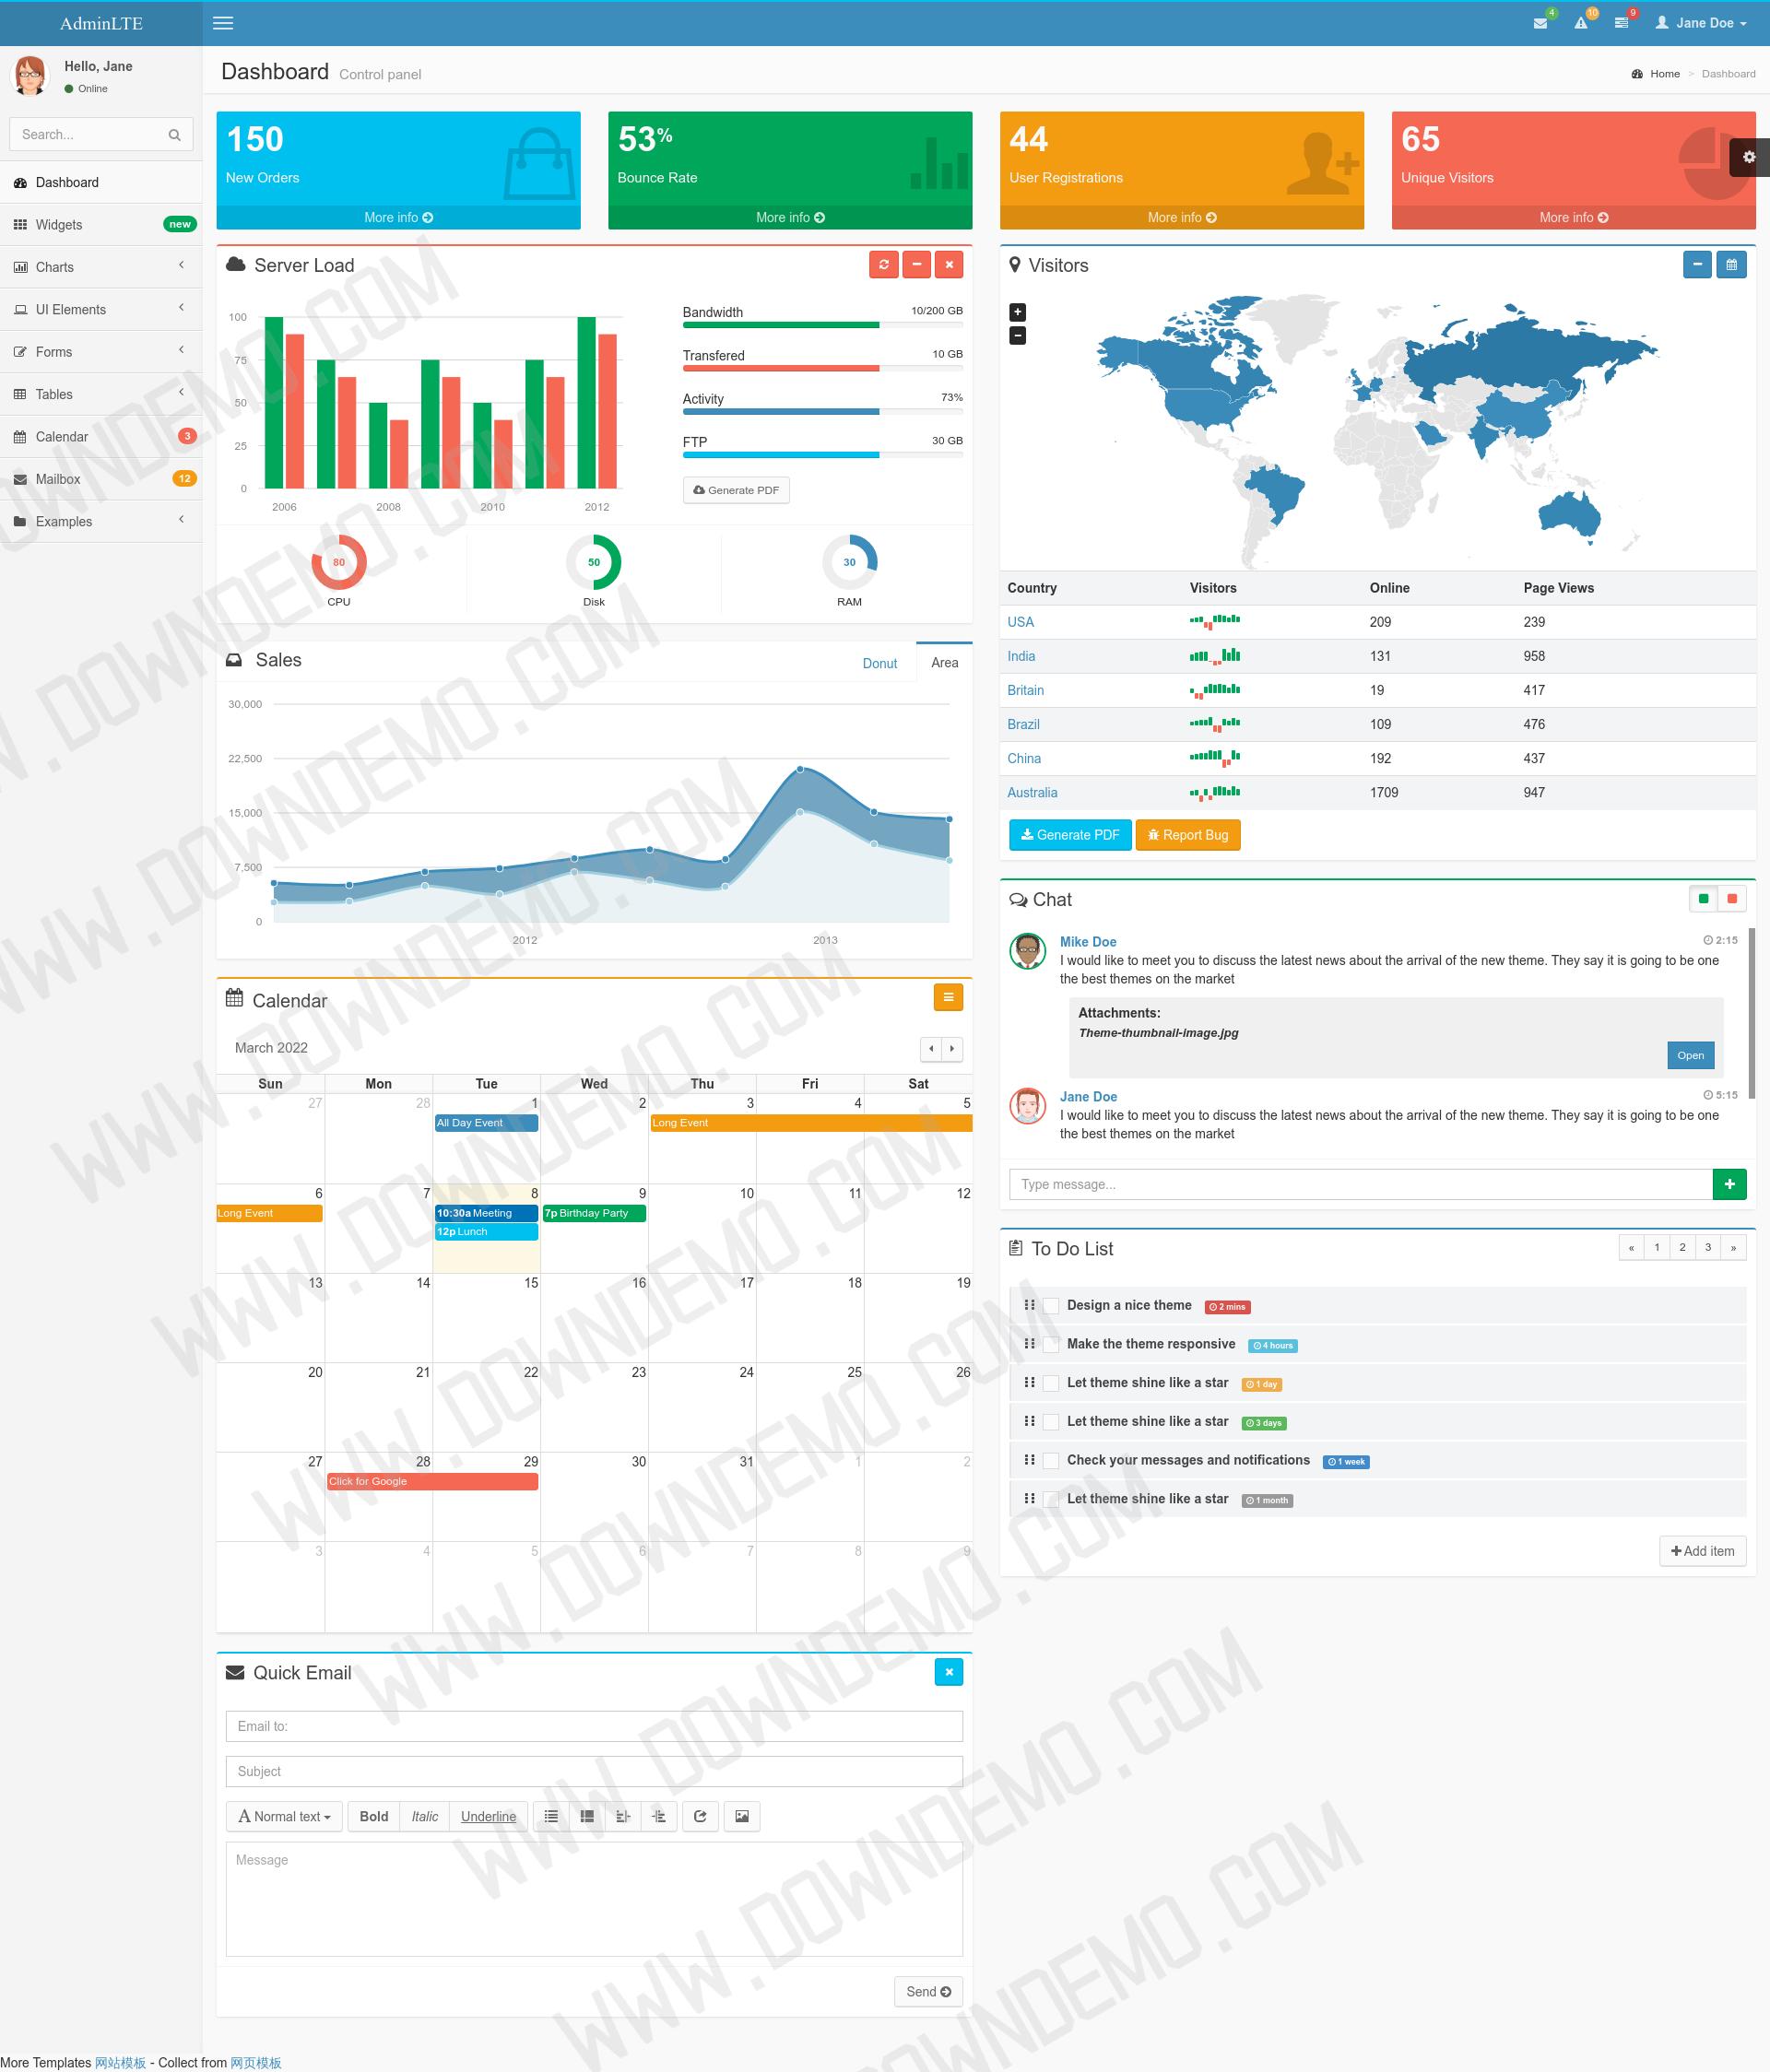 AdminLTE
4
10
9
Jane Doe
Hello, Jane
Online
Search...
Dashboard
Widgets new
Charts
UI Elements
Forms
Tables
Calendar 3
Mailbox 12
Examples
Dashboard Control panel
Home > Dashboard
150
New Orders
More info
53%
Bounce Rate
More info
44
User Registrations
More info
65
Unique Visitors
More info
Server Load
100
75
50
25
0
2006 2008 2010 2012
Bandwidth 10/200 GB
Transfered 10 GB
Activity 73%
FTP 30 GB
Generate PDF
80
CPU
50
Disk
30
RAM
Sales
Donut Area
30,000
22,500
15,000
7,500
0
2012 2013
Calendar
March 2022
Sun Mon Tue Wed Thu Fri Sat
27 28 1 2 3 4 5
All Day Event Long Event
6 7 8 9 10 11 12
Long Event 10:30a Meeting 7p Birthday Party
12p Lunch
13 14 15 16 17 18 19
20 21 22 23 24 25 26
27 28 29 30 31 1 2
Click for Google
3 4 5 6 7 8 9
Quick Email
Email to:
Subject
A Normal text Bold Italic Underline
Message
Send
Visitors
+
−
Country Visitors Online Page Views
USA 209 239
India 131 958
Britain 19 417
Brazil 109 476
China 192 437
Australia 1709 947
Generate PDF Report Bug
Chat
Mike Doe 2:15
I would like to meet you to discuss the latest news about the arrival of the new theme. They say it is going to be one
the best themes on the market
Attachments:
Theme-thumbnail-image.jpg
Open
Jane Doe 5:15
I would like to meet you to discuss the latest news about the arrival of the new theme. They say it is going to be one
the best themes on the market
Type message...
To Do List
« 1 2 3 »
Design a nice theme 2 mins
Make the theme responsive 4 hours
Let theme shine like a star 1 day
Let theme shine like a star 3 days
Check your messages and notifications 1 week
Let theme shine like a star 1 month
Add item
More Templates 网站模板 - Collect from 网页模板
WWW.DOWNDEMO.COM
WWW.DOWNDEMO.COM
WWW.DOWNDEMO.COM
WWW.DOWNDEMO.COM
WWW.DOWNDEMO.COM
WWW.DOWNDEMO.COM
WWW.DOWNDEMO.COM